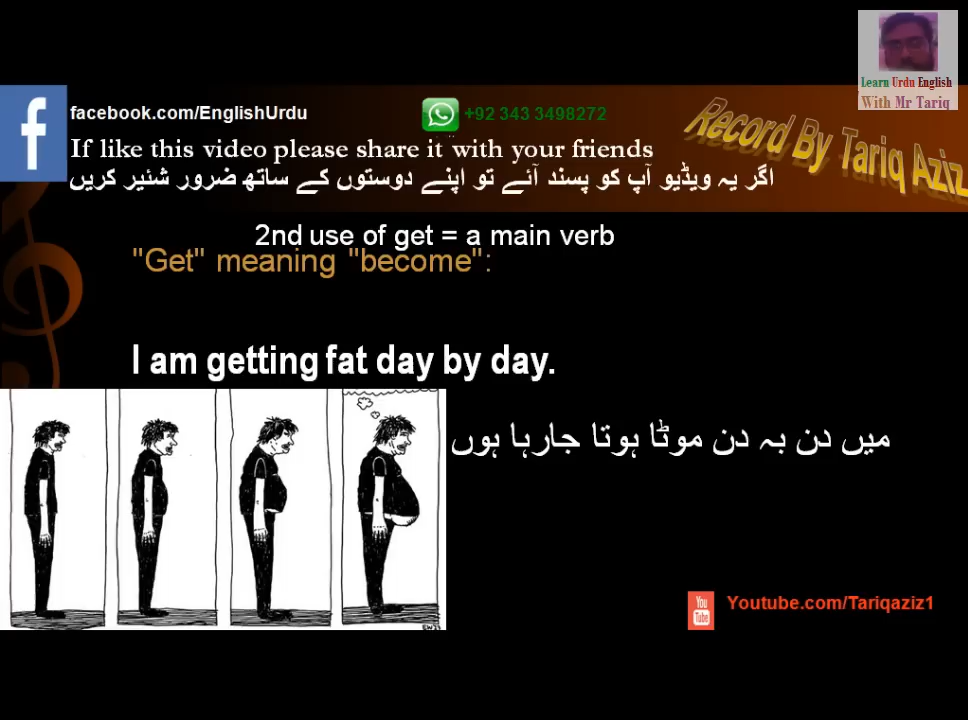 Learn Urdu English
With Mr Tariq
facebook.com/EnglishUrdu
+92 343 3498272
Record By Tariq Aziz
If like this video please share it with your friends
اگر یہ ویڈیو آپ کو پسند آئے تو اپنے دوستوں کے ساتھ ضرور شئیر کریں
2nd use of get = a main verb
"Get" meaning "become":
I am getting fat day by day.
میں دن بہ دن موٹا ہوتا جارہا ہوں
You
Tube
Youtube.com/Tariqaziz1